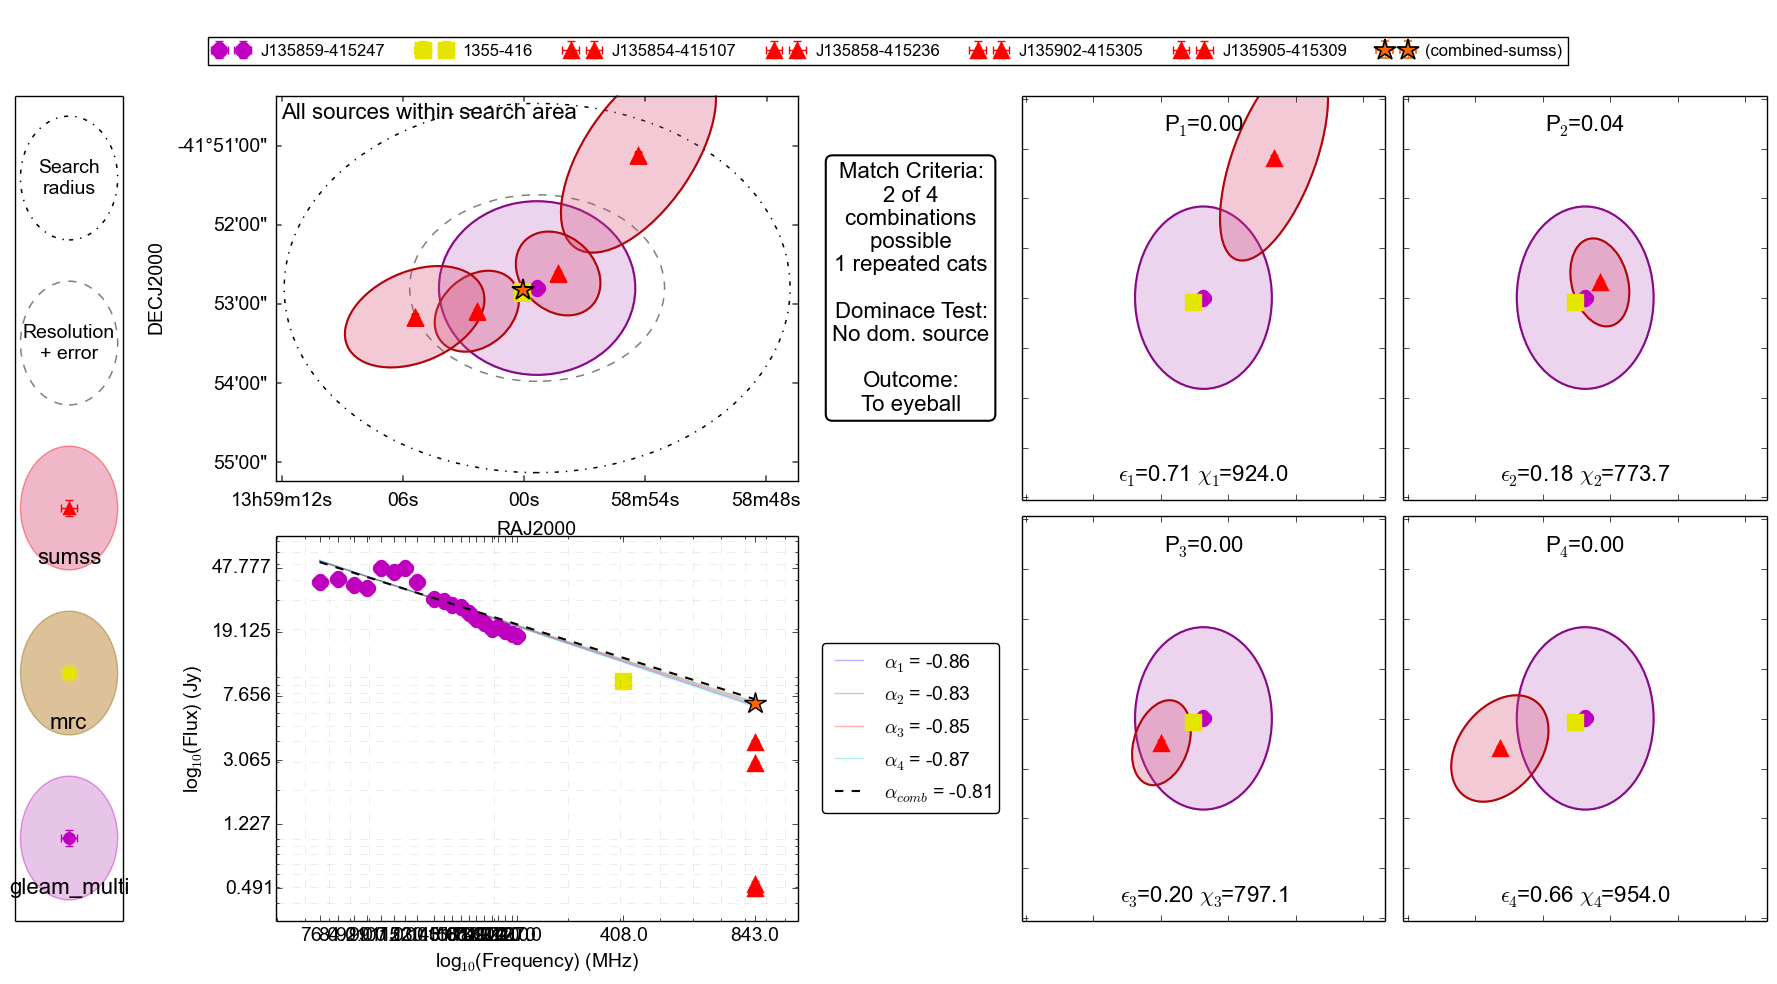 J135859-415247
1355-416
J135854-415107
J135858-415236
J135902-415305
J135905-415309
(combined-sumss)
Search
radius
Resolution
+ error
sumss
mrc
gleam_multi
All sources within search area
-41°51'00"
52'00"
53'00"
54'00"
55'00"
DECJ2000
13h59m12s
06s
00s
58m54s
58m48s
RAJ2000
Match Criteria:
2 of 4
combinations
possible
1 repeated cats
Dominace Test:
No dom. source
Outcome:
To eyeball
P1=0.00
ϵ1=0.71 χ1=924.0
P2=0.04
ϵ2=0.18 χ2=773.7
P3=0.00
ϵ3=0.20 χ3=797.1
P4=0.00
ϵ4=0.66 χ4=954.0
47.777
19.125
7.656
3.065
1.227
0.491
log10(Flux) (Jy)
408.0
843.0
log10(Frequency) (MHz)
α1 = -0.86
α2 = -0.83
α3 = -0.85
α4 = -0.87
αcomb = -0.81